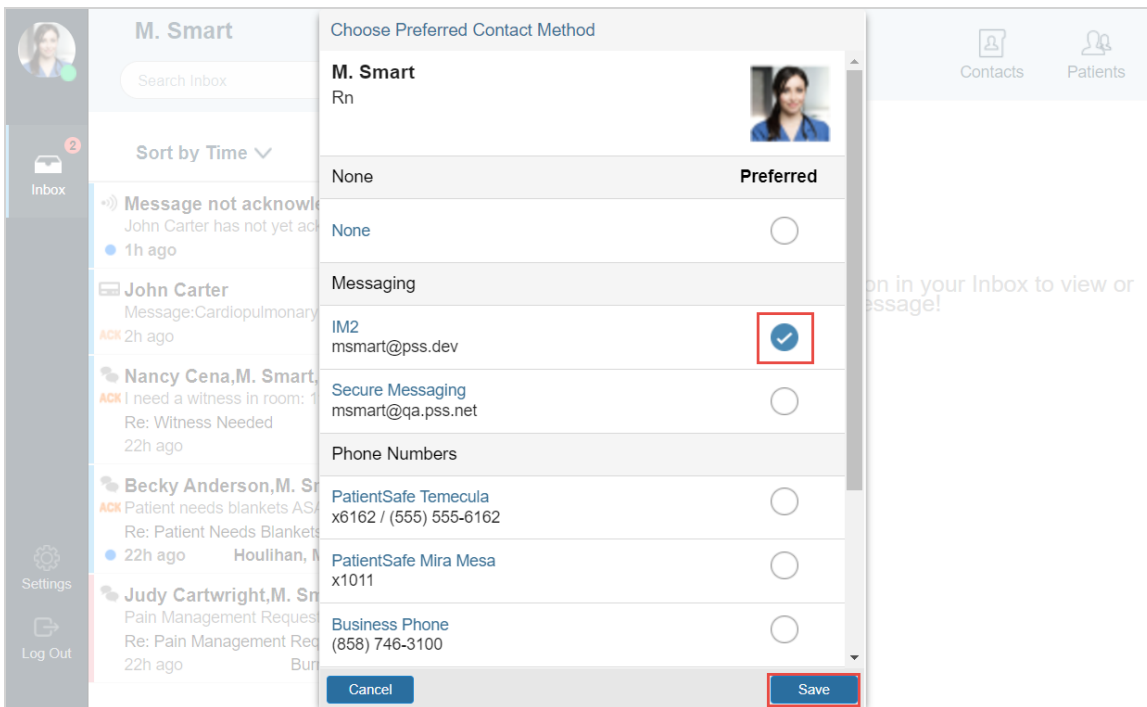 M. Smart
Search Inbox
Contacts
Patients
2
Inbox
Settings
Log Out
Sort by Time
Message not acknowle
John Carter has not yet ack
1h ago
John Carter
Message:Cardiopulmonary
ACK 2h ago
Nancy Cena,M. Smart,
ACK I need a witness in room: 1
Re: Witness Needed
22h ago
Becky Anderson,M. Sr
ACK Patient needs blankets ASA
Re: Patient Needs Blankets
22h ago Houlihan, M
Judy Cartwright,M. Sm
Pain Management Request
Re: Pain Management Req
22h ago Burn
Choose Preferred Contact Method
M. Smart
Rn
None Preferred
None
Messaging
IM2
msmart@pss.dev
Secure Messaging
msmart@qa.pss.net
Phone Numbers
PatientSafe Temecula
x6162 / (555) 555-6162
PatientSafe Mira Mesa
x1011
Business Phone
(858) 746-3100
Cancel Save
on in your Inbox to view or
essage!